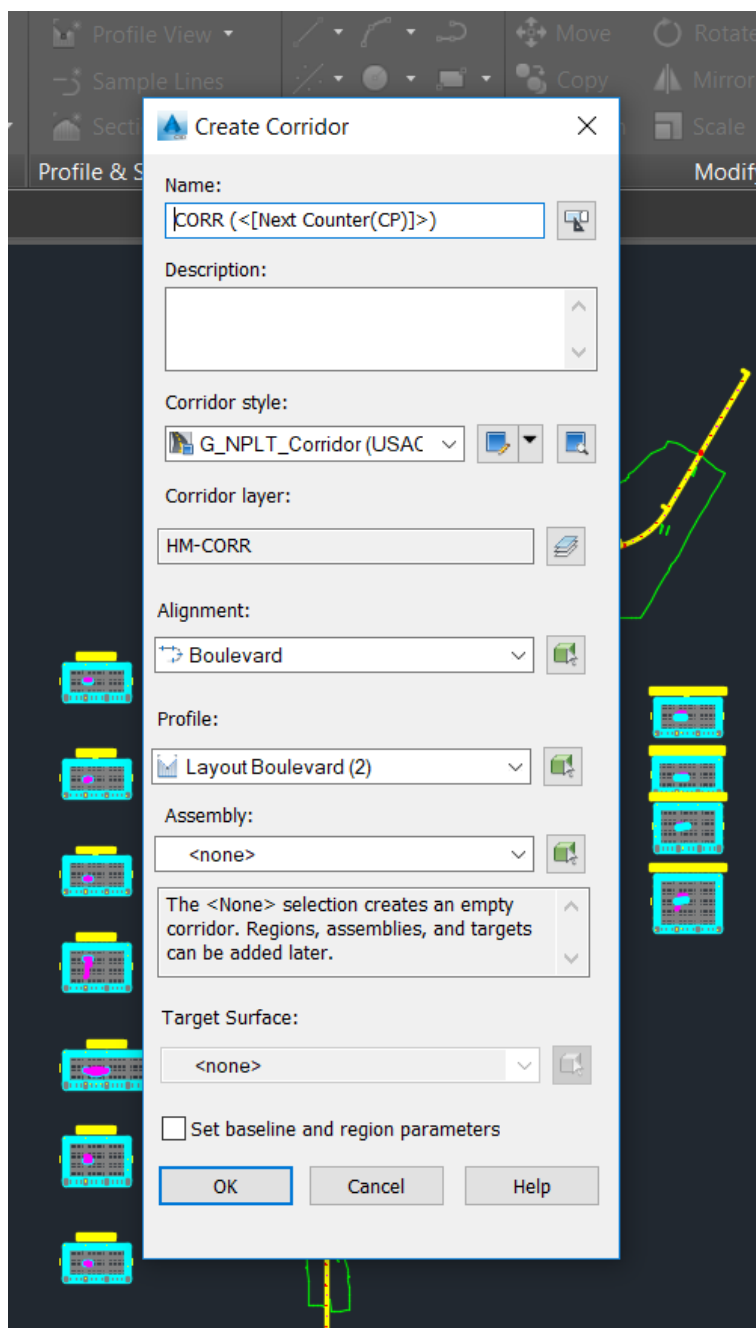 Profile View
Move
Rotate
Sample Lines
Copy
Mirror
Secti
Scale
Profile & S
Modify
Create Corridor
Name:
CORR (<[Next Counter(CP)]>)
Description:
Corridor style:
G_NPLT_Corridor (USAC
Corridor layer:
HM-CORR
Alignment:
Boulevard
Profile:
Layout Boulevard (2)
Assembly:
<none>
The <None> selection creates an empty
corridor. Regions, assemblies, and targets
can be added later.
Target Surface:
<none>
Set baseline and region parameters
OK
Cancel
Help